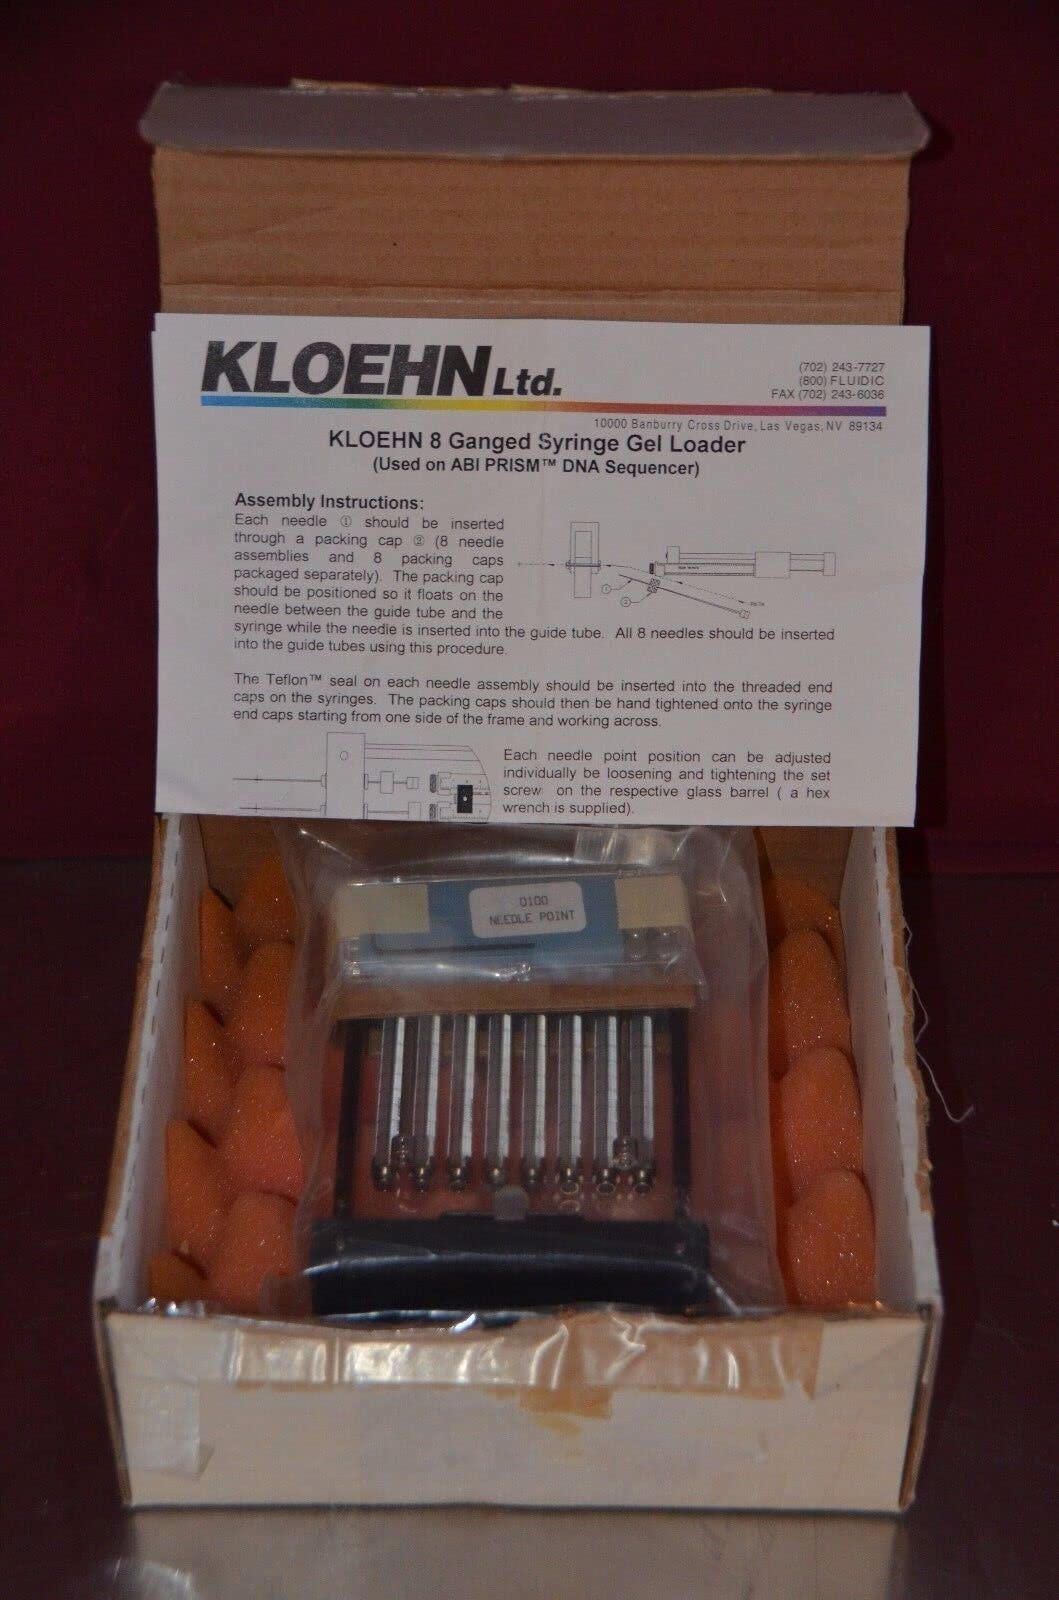 KLOEHN Ltd.
(702) 243-7727
(800) FLUIDIC
FAX (702) 243-6036
10000 Banburry Cross Drive, Las Vegas, NV 89134
KLOEHN 8 Ganged Syringe Gel Loader
(Used on ABI PRISM™ DNA Sequencer)
Assembly Instructions:
Each needle ① should be inserted
through a packing cap ② (8 needle
assemblies and 8 packing caps
packaged separately). The packing cap
should be positioned so it floats on the
needle between the guide tube and the
syringe while the needle is inserted into the guide tube. All 8 needles should be inserted
into the guide tubes using this procedure.
The Teflon™ seal on each needle assembly should be inserted into the threaded end
caps on the syringes. The packing caps should then be hand tightened onto the syringe
end caps starting from one side of the frame and working across.
Each needle point position can be adjusted
individually be loosening and tightening the set
screw on the respective glass barrel ( a hex
wrench is supplied).
0100
NEEDLE POINT